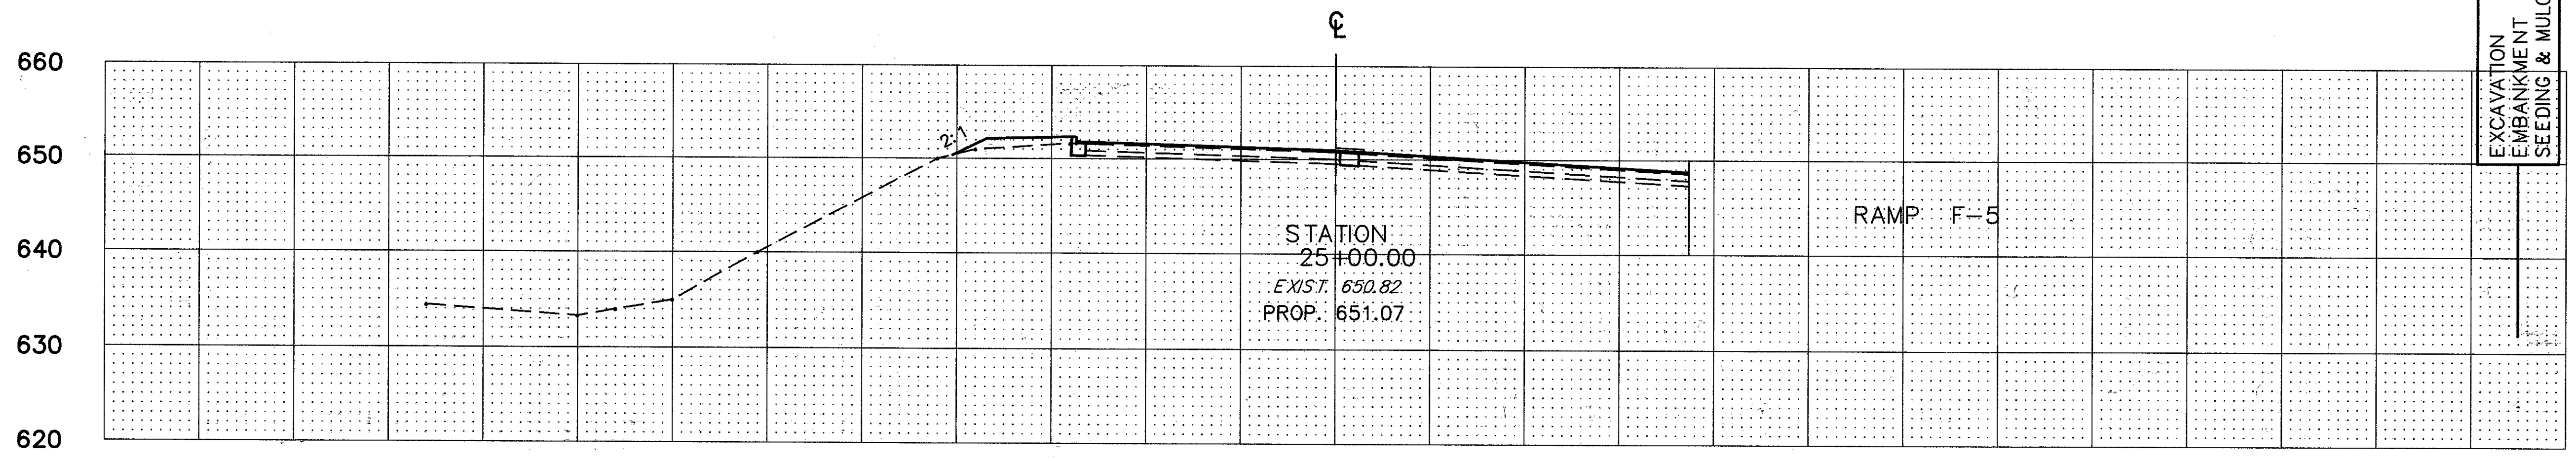 ℄
660
650
640
630
620
2:1
STATION
25+00.00
EXIST. 650.82
PROP. 651.07
RAMP F-5
EXCAVATION
EMBANKMENT
SEEDING &